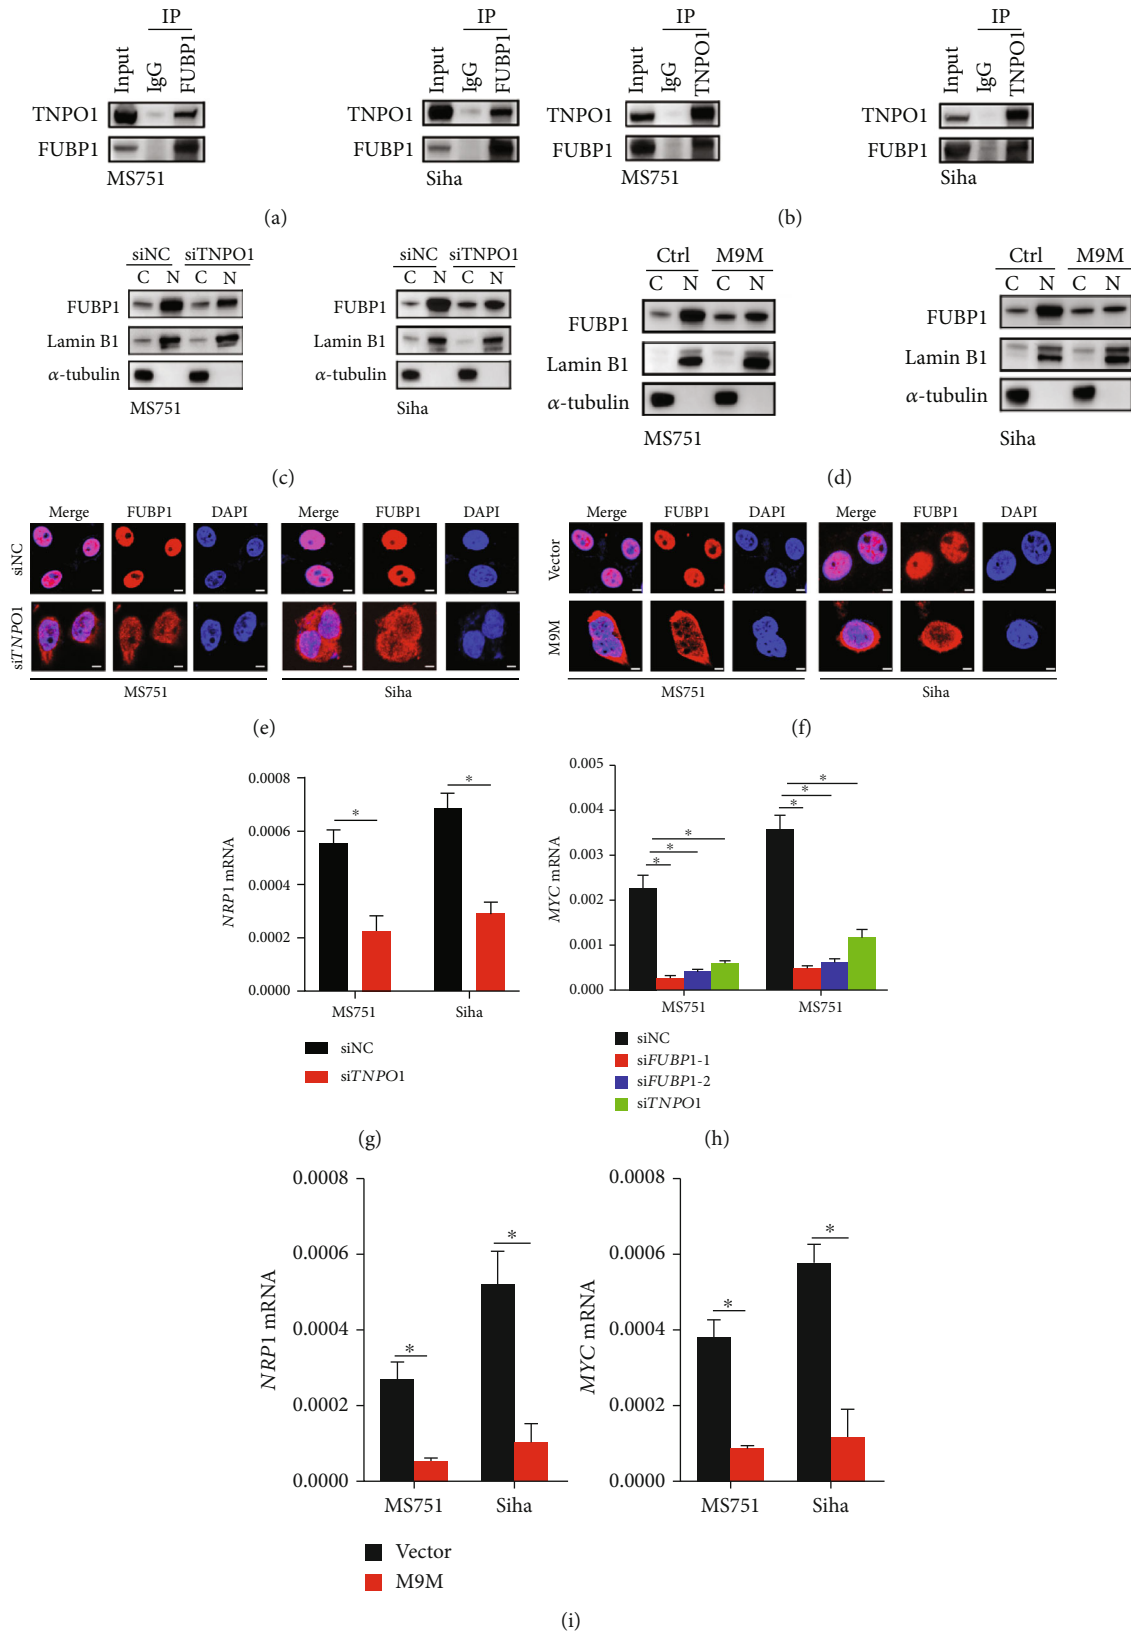 IP
Input
IgG
FUBP1
TNPO1
FUBP1
MS751
IP
Input
IgG
FUBP1
TNPO1
FUBP1
Siha
(a)
IP
Input
IgG
TNPO1
TNPO1
FUBP1
MS751
IP
Input
IgG
TNPO1
TNPO1
FUBP1
Siha
(b)
siNC siTNPO1
C N C N
FUBP1
Lamin B1
α-tubulin
MS751
siNC siTNPO1
C N C N
FUBP1
Lamin B1
α-tubulin
Siha
(c)
Ctrl M9M
C N C N
FUBP1
Lamin B1
α-tubulin
MS751
Ctrl M9M
C N C N
FUBP1
Lamin B1
α-tubulin
Siha
(d)
Merge FUBP1 DAPI Merge FUBP1 DAPI
siNC
siTNPO1
MS751 Siha
(e)
Merge FUBP1 DAPI Merge FUBP1 DAPI
Vector
M9M
MS751 Siha
(f)
NRP1 mRNA
0.0008
0.0006
0.0004
0.0002
0.0000
* *
MS751 Siha
siNC
siTNPO1
(g)
MYC mRNA
0.005
0.004
0.003
0.002
0.001
0.000
* * *
* * *
MS751 MS751
siNC
siFUBP1-1
siFUBP1-2
siTNPO1
(h)
NRP1 mRNA
0.0008
0.0006
0.0004
0.0002
0.0000
* *
MS751 Siha
MYC mRNA
0.0008
0.0006
0.0004
0.0002
0.0000
* *
MS751 Siha
Vector
M9M
(i)